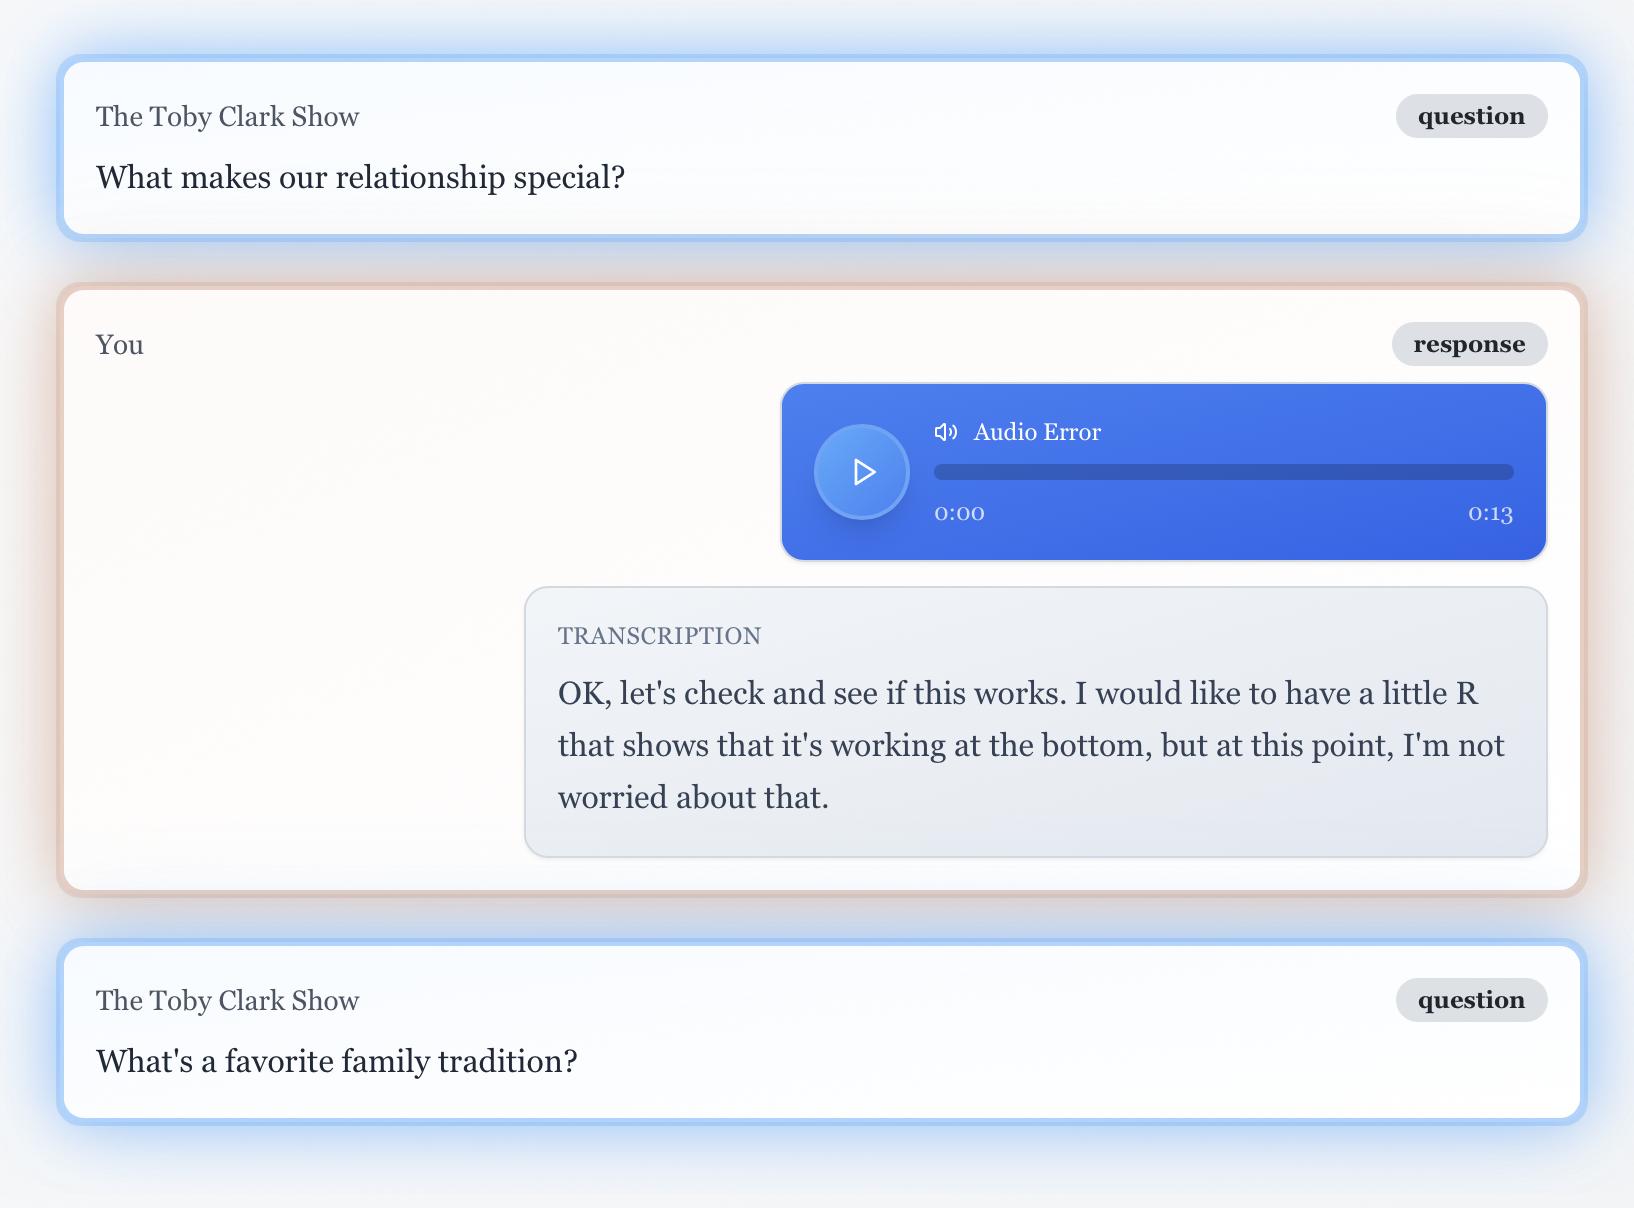 The Toby Clark Show
question
What makes our relationship special?
You
response
Audio Error
0:00
0:13
TRANSCRIPTION
OK, let's check and see if this works. I would like to have a little R
that shows that it's working at the bottom, but at this point, I'm not
worried about that.
The Toby Clark Show
question
What's a favorite family tradition?